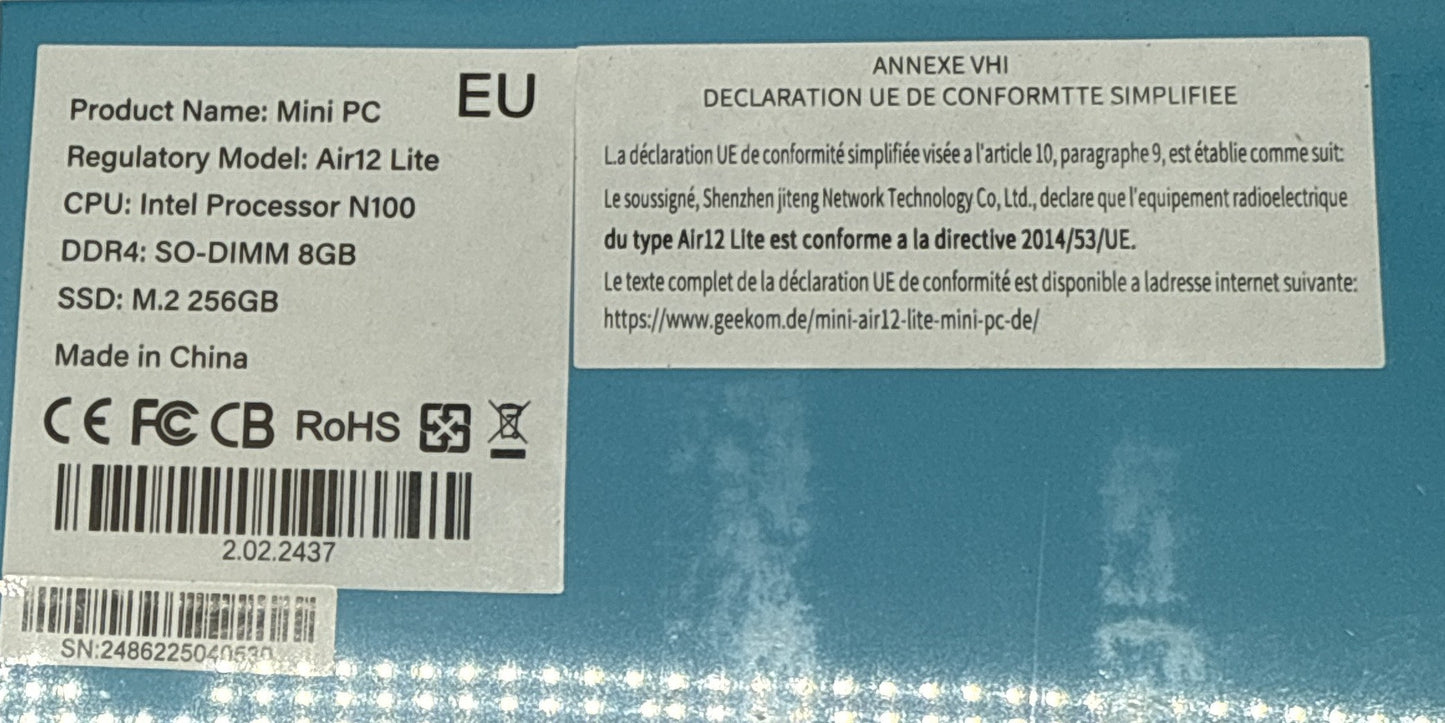 EU
Product Name: Mini PC
Regulatory Model: Air12 Lite
CPU: Intel Processor N100
DDR4: SO-DIMM 8GB
SSD: M.2 256GB
Made in China
CE FC CB RoHS
2.02.2437
ANNEXE VHI
DECLARATION UE DE CONFORMTTE SIMPLIFIEE
L.a déclaration UE de conformité simplifiée visée a l'article 10, paragraphe 9, est établie comme suit:
Le soussigné, Shenzhen jiteng Network Technology Co, Ltd., declare que l'equipement radioelectrique
du type Air12 Lite est conforme a la directive 2014/53/UE.
Le texte complet de la déclaration UE de conformité est disponible a ladresse internet suivante:
https://www.geekom.de/mini-air12-lite-mini-pc-de/